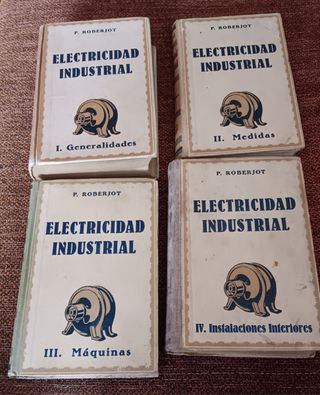 P. ROBERJOT
ELECTRICIDAD
INDUSTRIAL
I. Generalidades
P. ROBERJOT
ELECTRICIDAD
INDUSTRIAL
II. Medidas
P. ROBERJOT
ELECTRICIDAD
INDUSTRIAL
III. Máquinas
P. ROBERJOT
ELECTRICIDAD
INDUSTRIAL
IV. Instalaciones Interiores